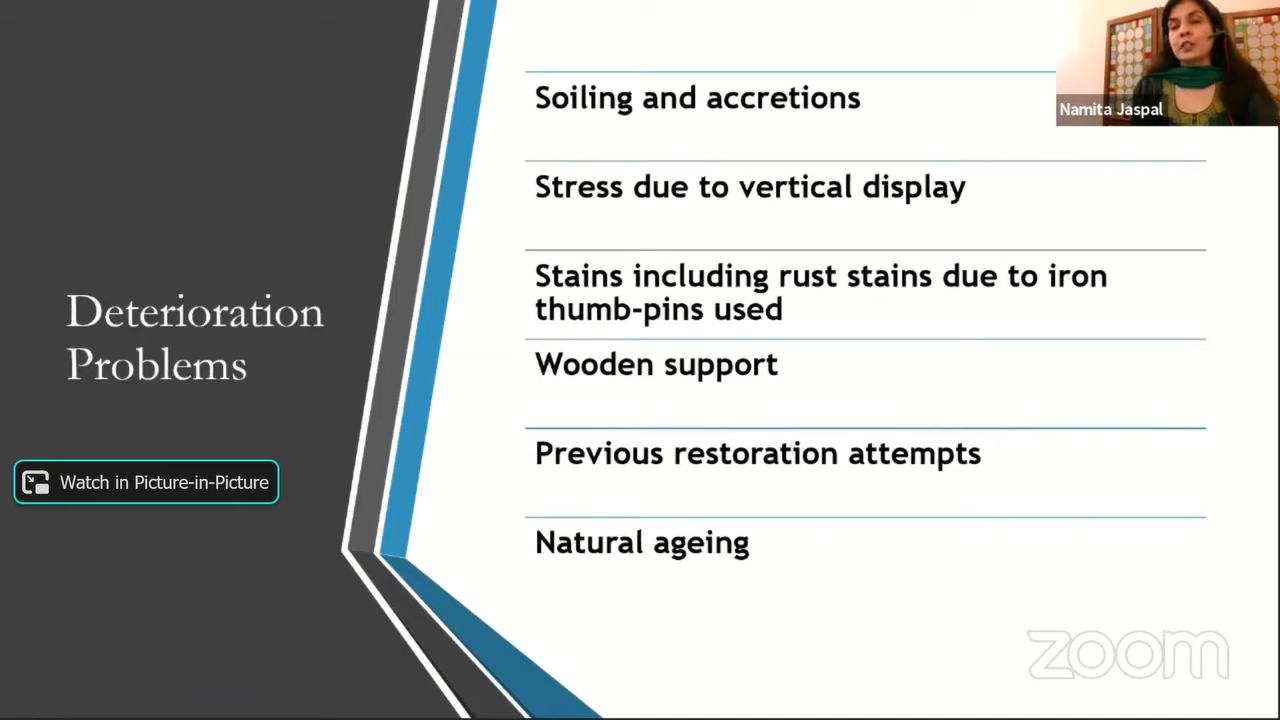 Soiling and accretions
Namita Jaspal
Stress due to vertical display
Stains including rust stains due to iron
thumb-pins used
Deterioration
Problems
Wooden support
Previous restoration attempts
Watch in Picture-in-Picture
Natural ageing
zoom